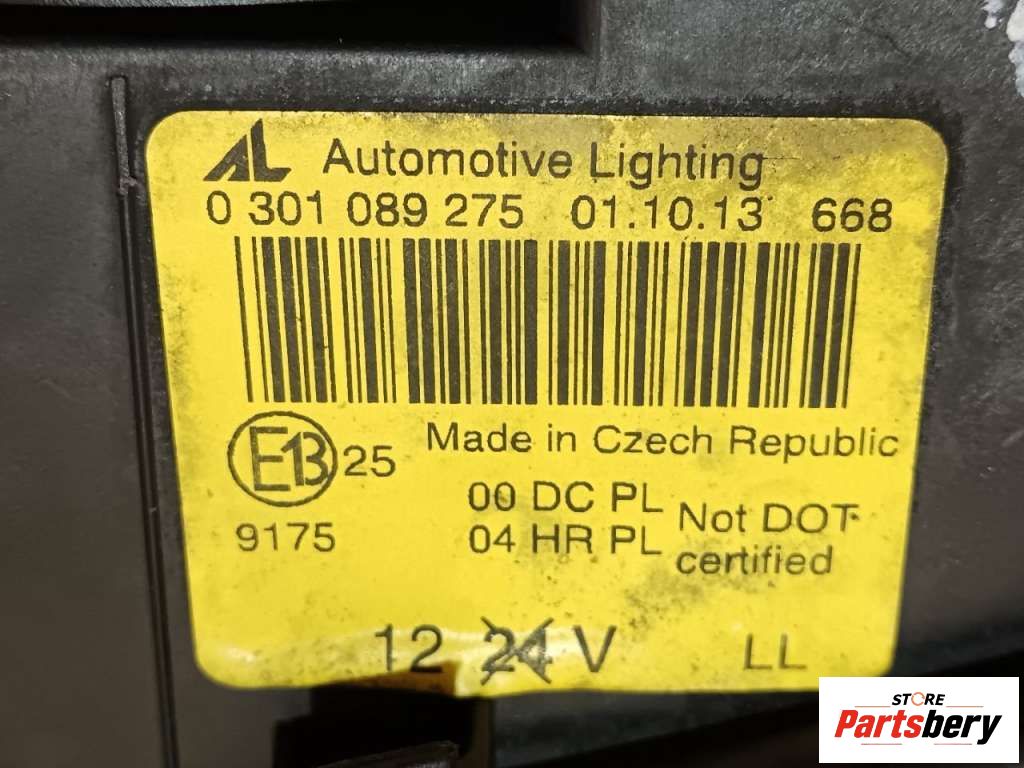 AL Automotive Lighting
0 301 089 275 01.10.13 668
E13 25 Made in Czech Republic
9175
00 DC PL
04 HR PL
Not DOT
certified
12 24 V LL
STORE
Partsbery